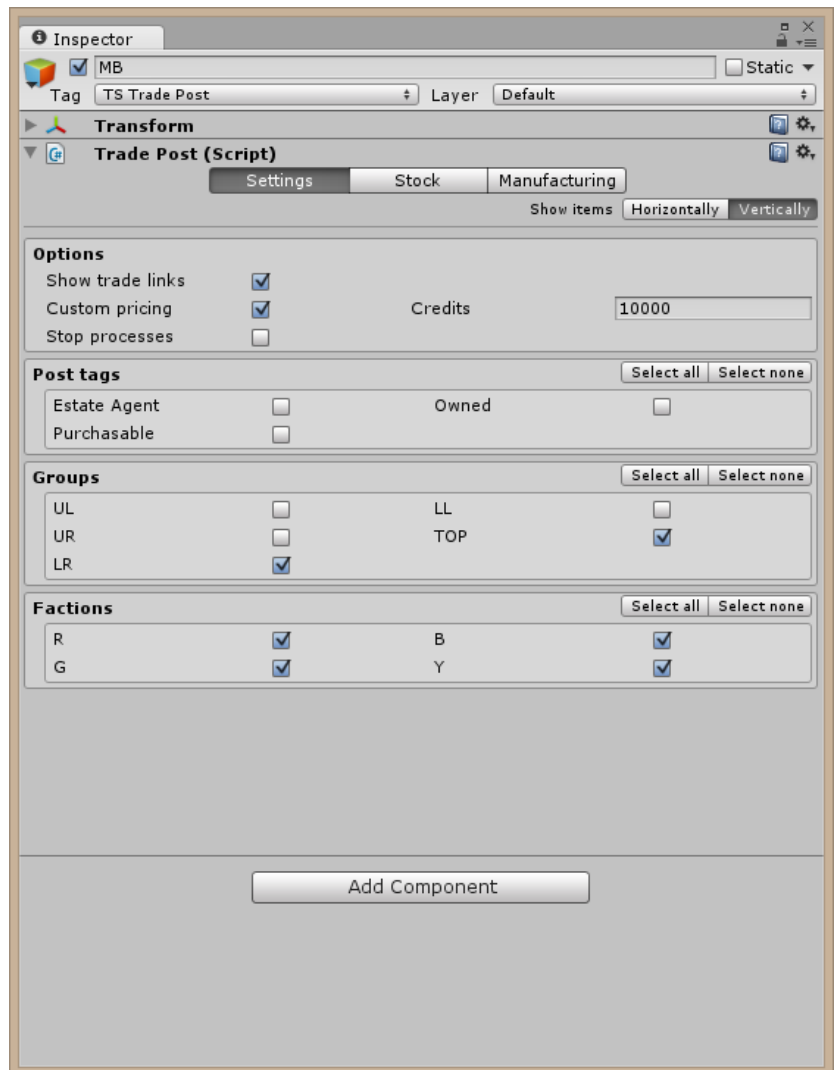 Inspector
MB Static
Tag TS Trade Post Layer Default
Transform
Trade Post (Script)
Settings Stock Manufacturing
Show items Horizontally Vertically
Options
Show trade links
Custom pricing Credits 10000
Stop processes
Post tags Select all Select none
Estate Agent Owned
Purchasable
Groups Select all Select none
UL LL
UR TOP
LR
Factions Select all Select none
R B
G Y
Add Component